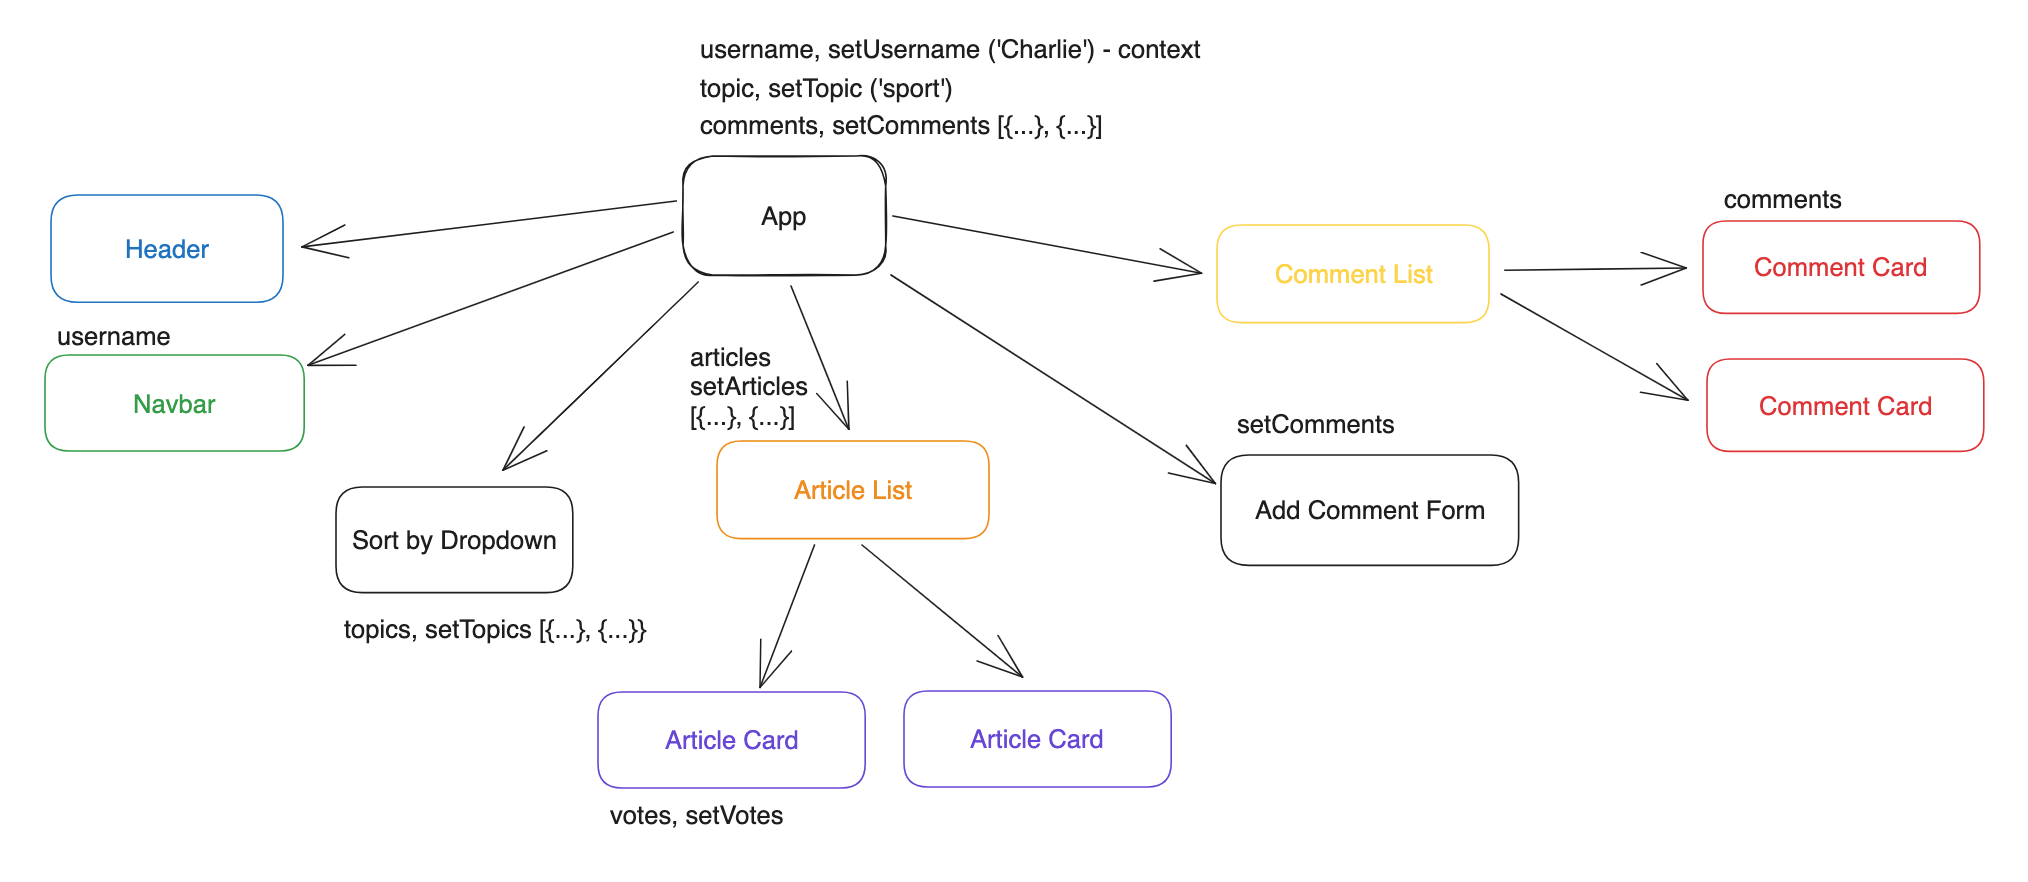 username, setUsername ('Charlie') - context
topic, setTopic ('sport')
comments, setComments [{...}, {...}]
App
Header
username
Navbar
Sort by Dropdown
topics, setTopics [{...}, {...}}
articles
setArticles
[{...}, {...}]
Article List
Article Card
Article Card
votes, setVotes
Comment List
comments
Comment Card
Comment Card
setComments
Add Comment Form